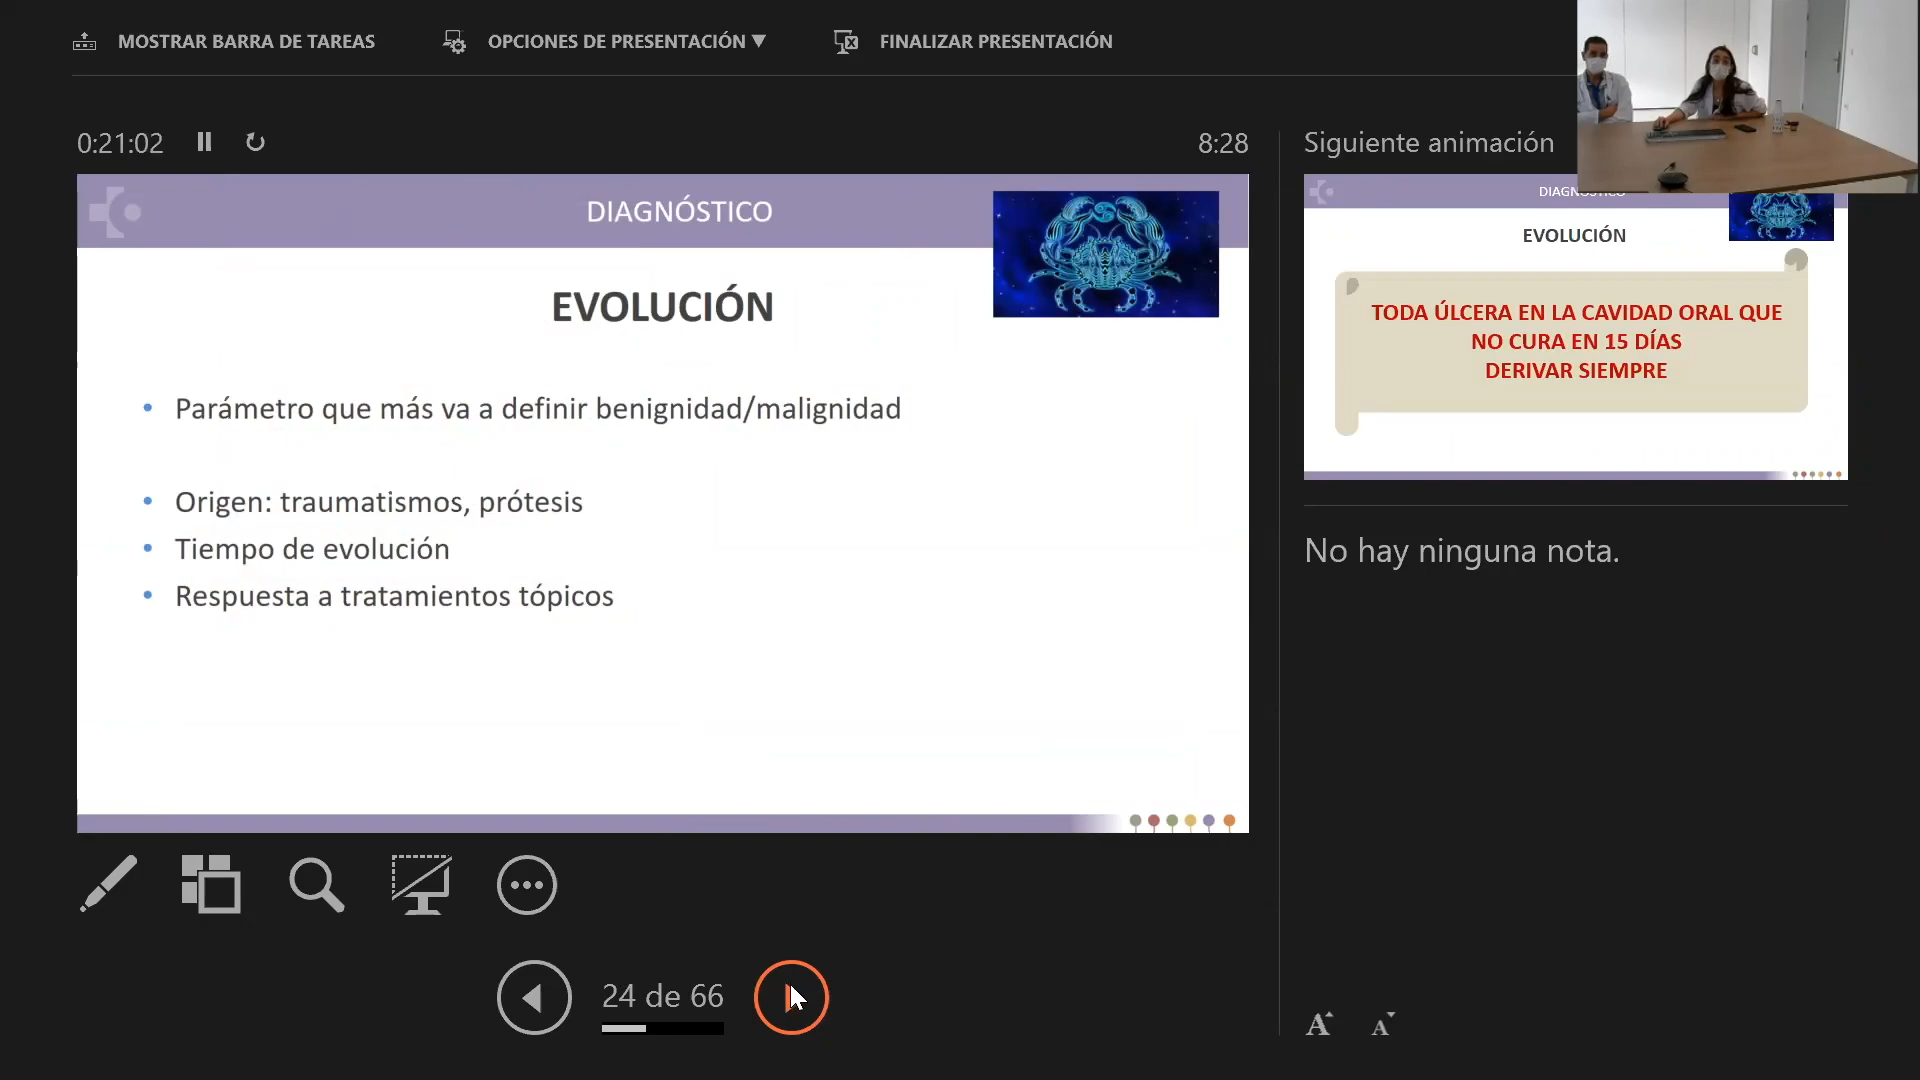 MOSTRAR BARRA DE TAREAS
OPCIONES DE PRESENTACIÓN ▼
FINALIZAR PRESENTACIÓN
0:21:02
8:28
DIAGNÓSTICO
EVOLUCIÓN
• Parámetro que más va a definir benignidad/malignidad
• Origen: traumatismos, prótesis
• Tiempo de evolución
• Respuesta a tratamientos tópicos
24 de 66
Siguiente animación
DIAGNÓSTICO
EVOLUCIÓN
TODA ÚLCERA EN LA CAVIDAD ORAL QUE
NO CURA EN 15 DÍAS
DERIVAR SIEMPRE
No hay ninguna nota.
A A